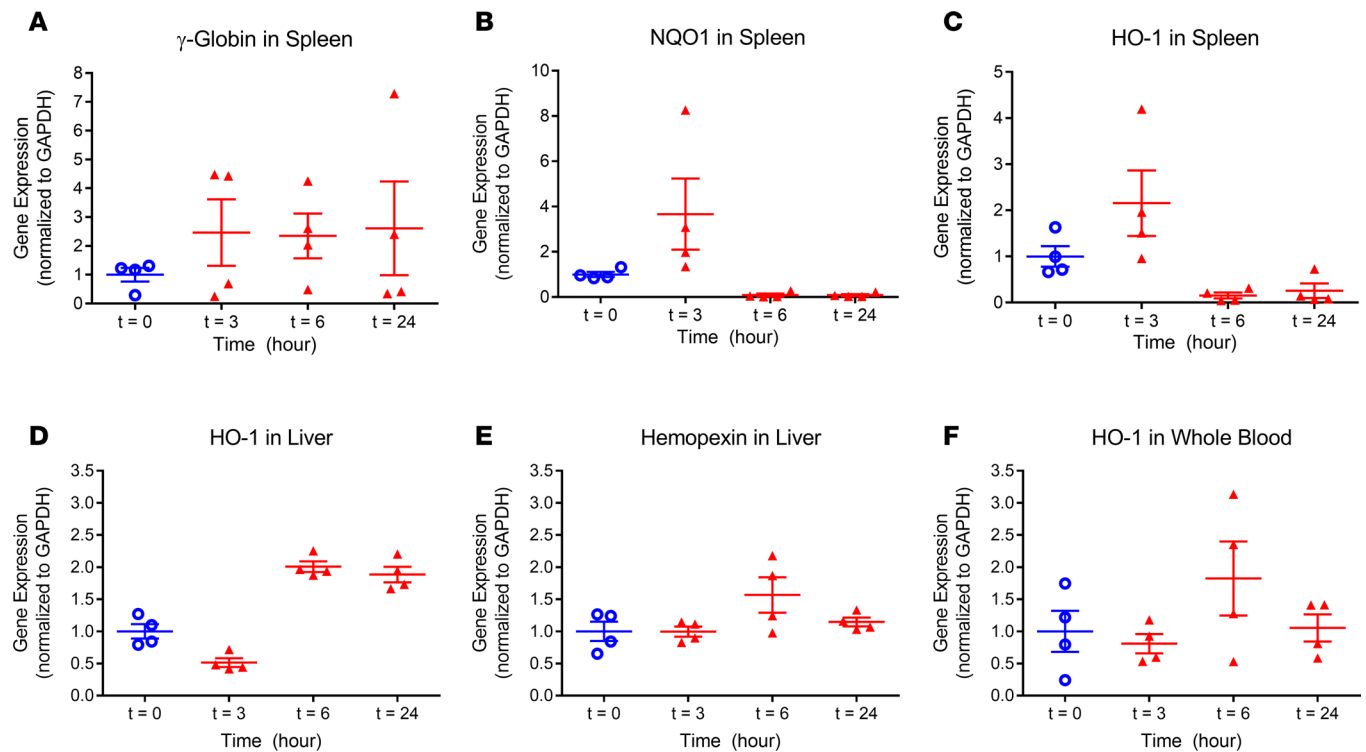 A
γ-Globin in Spleen
Gene Expression
(normalized to GAPDH)
8
7
6
5
4
3
2
1
0
t = 0
t = 3
t = 6
t = 24
Time (hour)
B
NQO1 in Spleen
Gene Expression
(normalized to GAPDH)
10
8
6
4
2
0
t = 0
t = 3
t = 6
t = 24
Time (hour)
C
HO-1 in Spleen
Gene Expression
(normalized to GAPDH)
5
4
3
2
1
0
t = 0
t = 3
t = 6
t = 24
Time (hour)
D
HO-1 in Liver
Gene Expression
(normalized to GAPDH)
3.5
3.0
2.5
2.0
1.5
1.0
0.5
0.0
t = 0
t = 3
t = 6
t = 24
Time (hour)
E
Hemopexin in Liver
Gene Expression
(normalized to GAPDH)
3.5
3.0
2.5
2.0
1.5
1.0
0.5
0.0
t = 0
t = 3
t = 6
t = 24
Time (hour)
F
HO-1 in Whole Blood
Gene Expression
(normalized to GAPDH)
3.5
3.0
2.5
2.0
1.5
1.0
0.5
0.0
t = 0
t = 3
t = 6
t = 24
Time (hour)